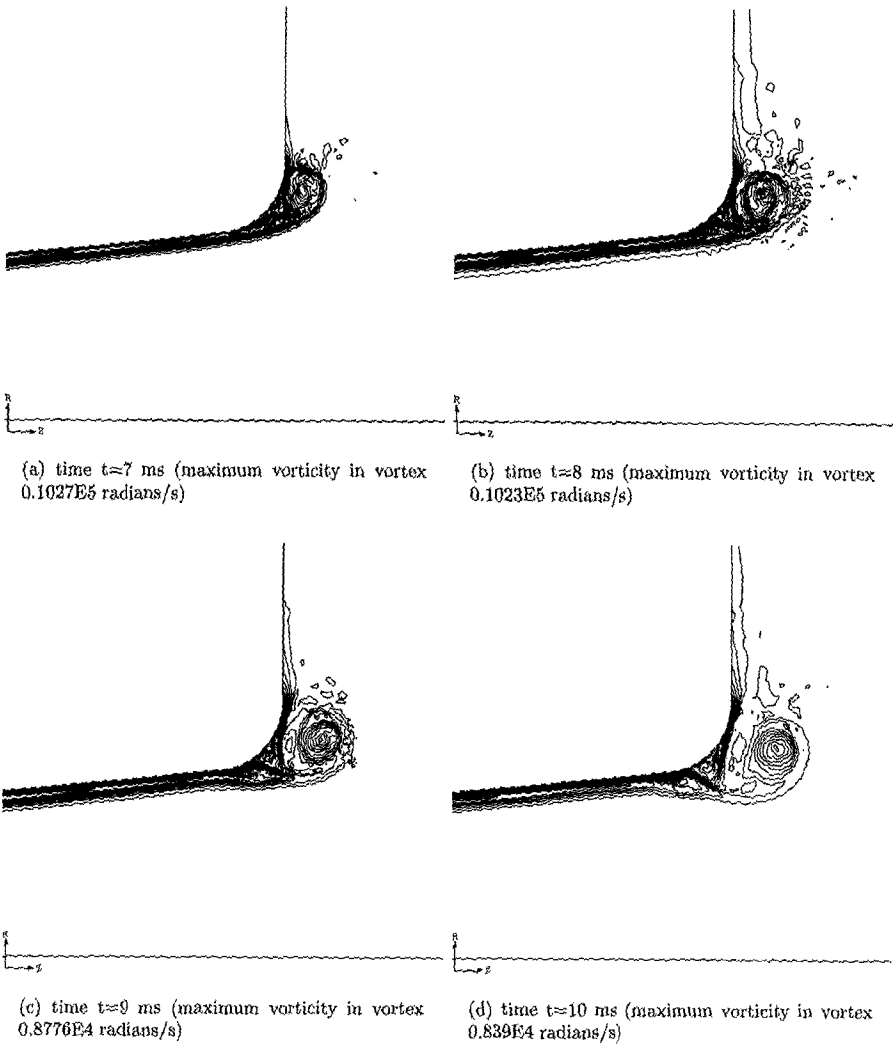 R
Z
(a) time t=7 ms (maximum vorticity in vortex
0.1027E5 radians/s)
R
Z
(b) time t=8 ms (maximum vorticity in vortex
0.1023E5 radians/s)
R
Z
(c) time t=9 ms (maximum vorticity in vortex
0.8776E4 radians/s)
R
Z
(d) time t=10 ms (maximum vorticity in vortex
0.839E4 radians/s)